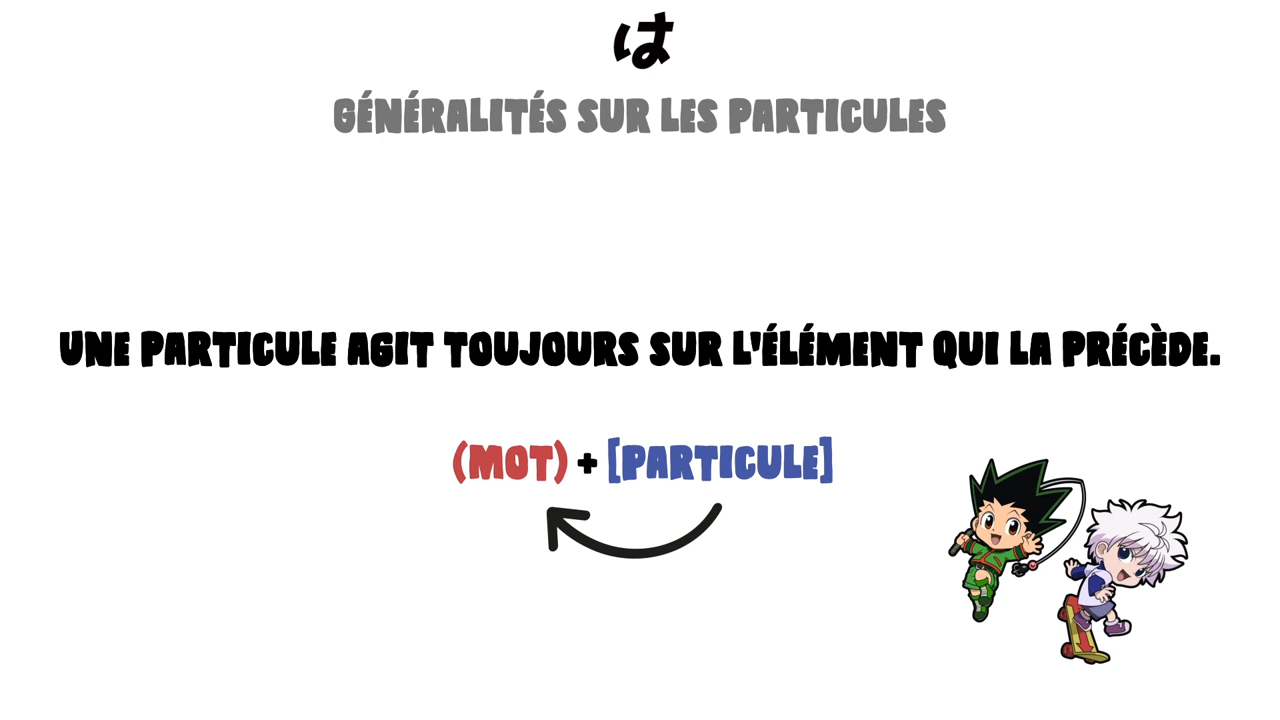 は
GÉNÉRALITÉS SUR LES PARTICULES
UNE PARTICULE AGIT TOUJOURS SUR L'ÉLÉMENT QUI LA PRÉCÈDE.
(MOT) + [PARTICULE]